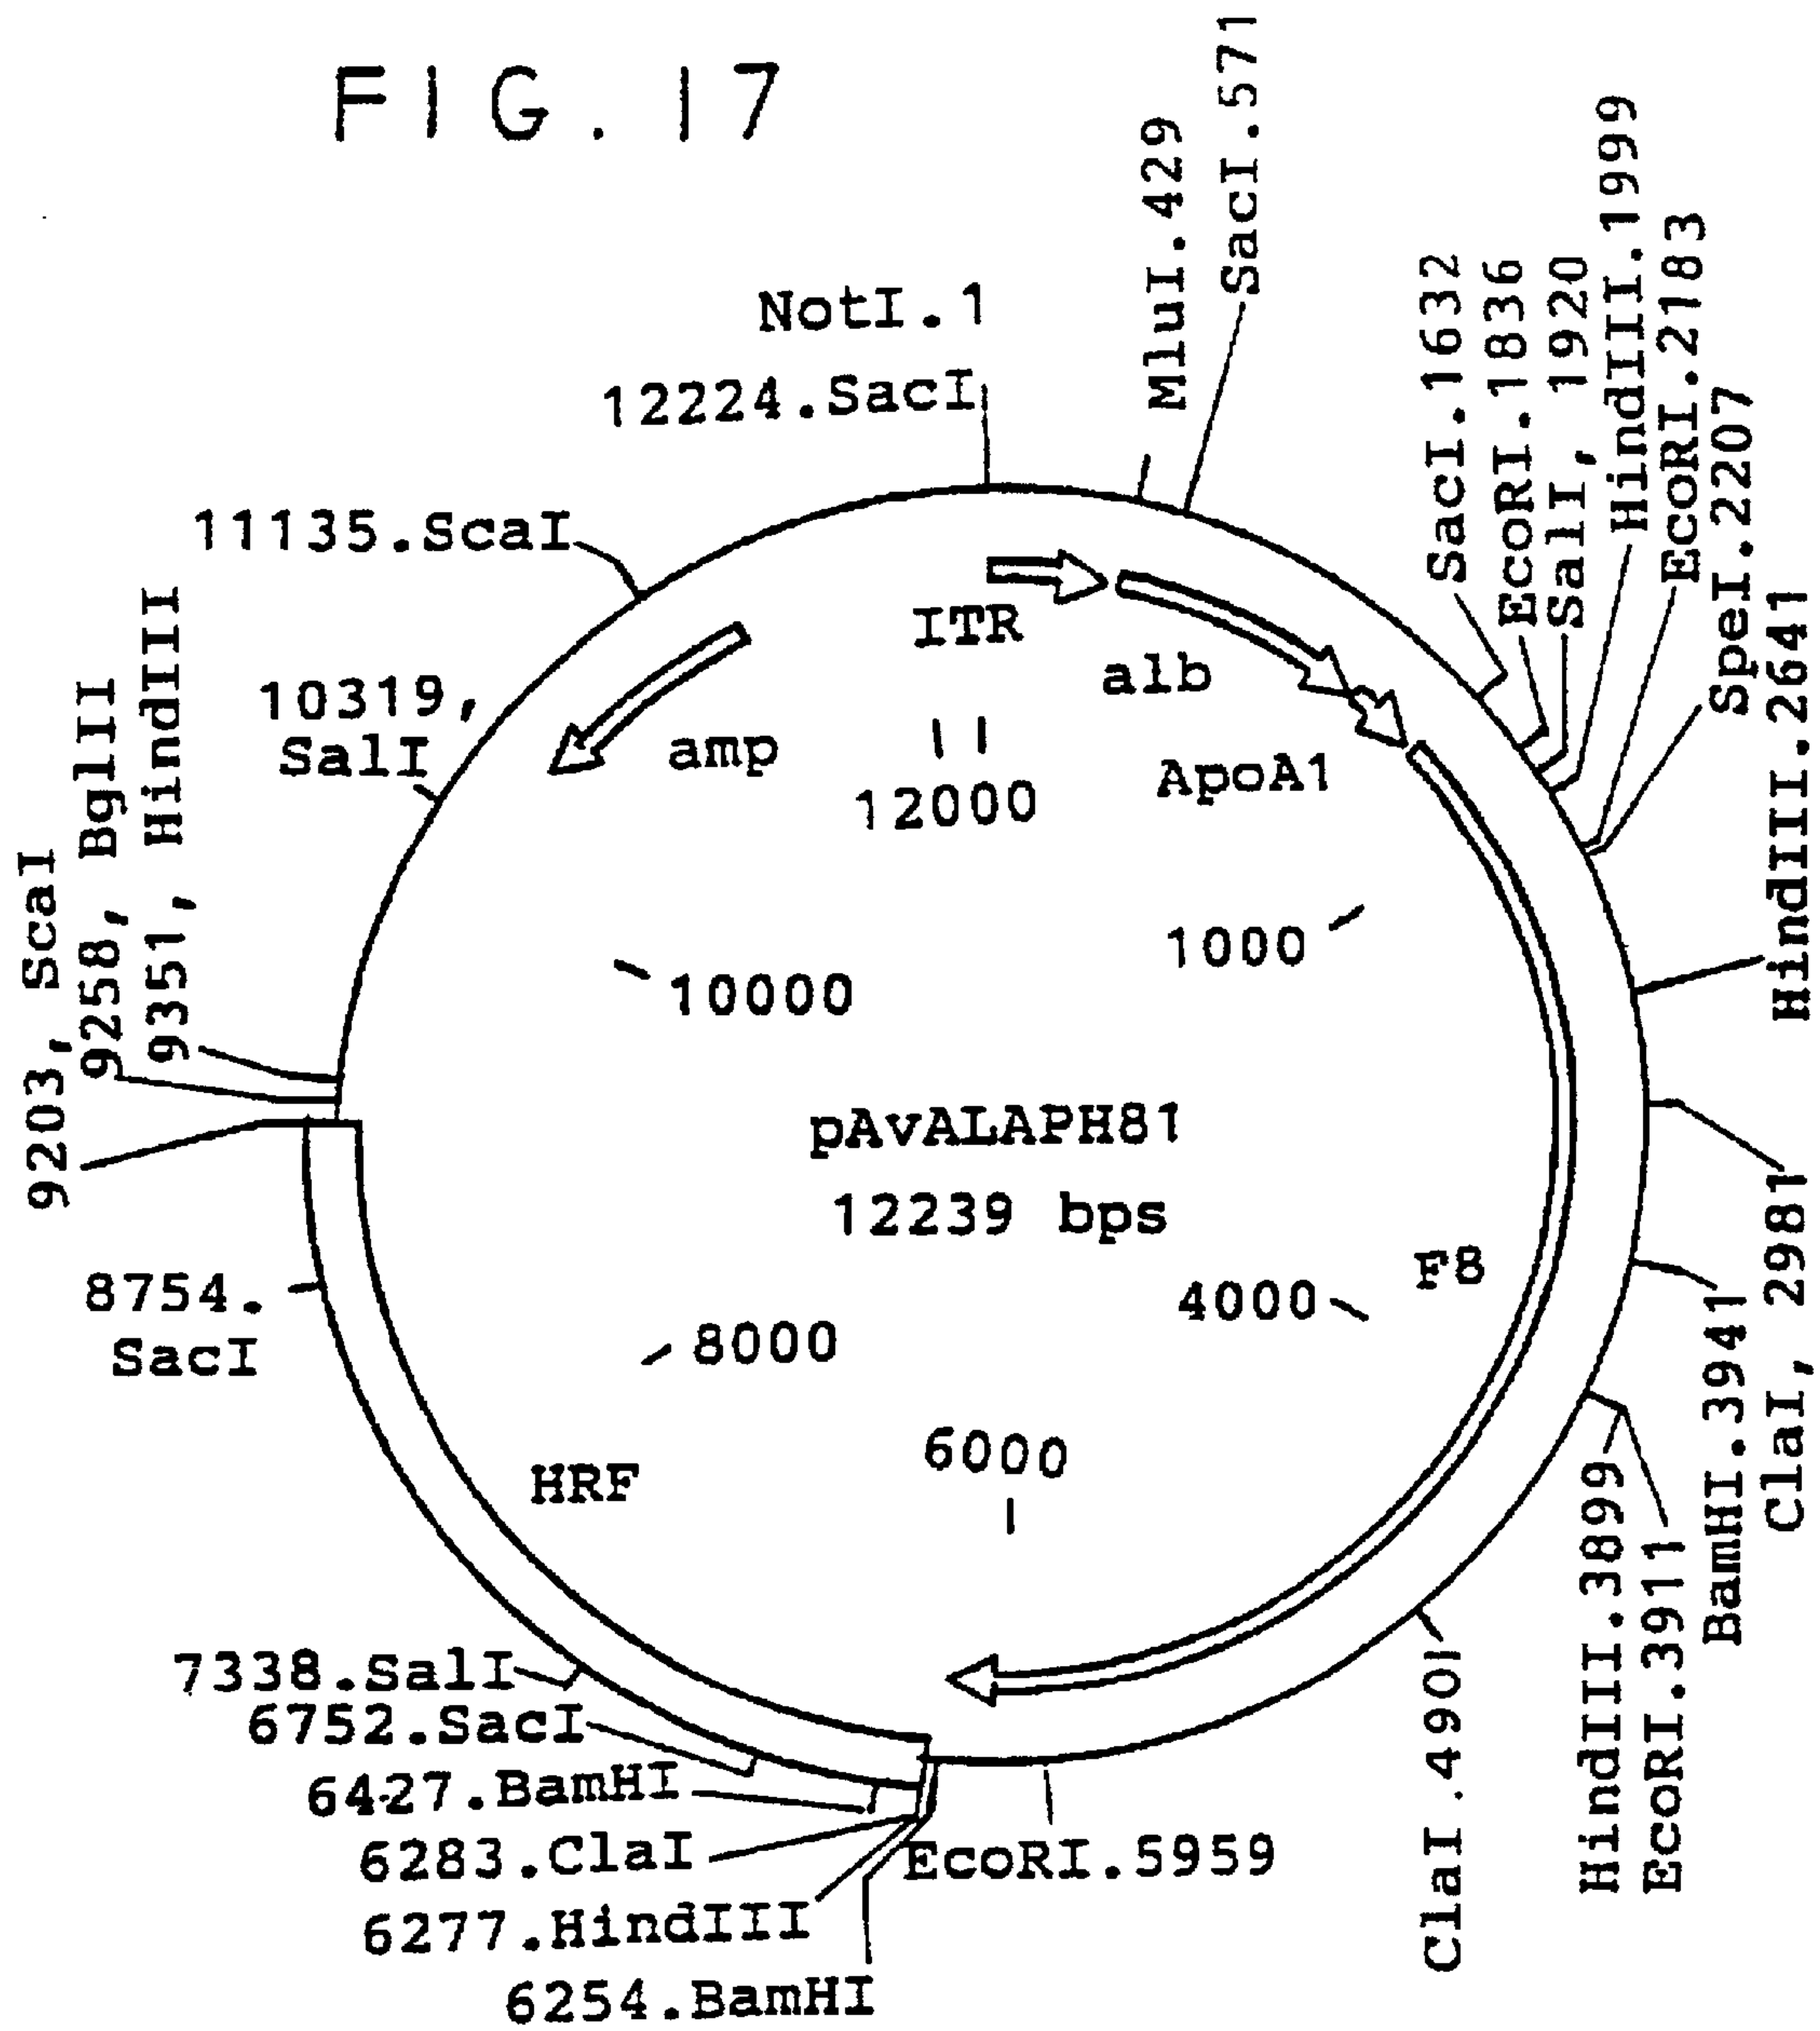 FIG. 17
NotI.1
12224.SacI
MluI.429
SacI.571
SacI.1632
EcoRI.1836
SalI, 1920
HindIII.1999
EcoRI.2183
SpeI.2207
HindIII.2641
ClaI, 2981
BamHI.3941
HindIII.3899
EcoRI.3911
ClaI.4901
EcoRI.5959
6254.BamHI
6277.HindIII
6283.ClaI
6427.BamHI
6752.SacI
7338.SalI
8754.
SacI
9203, ScaI
9258, BglII
9351, HindIII
10319,
SalI
11135.ScaI
ITR
alb
ApoA1
amp
12000
1000
10000
pAvALAPH81
12239 bps
F8
4000
8000
6000
HRF